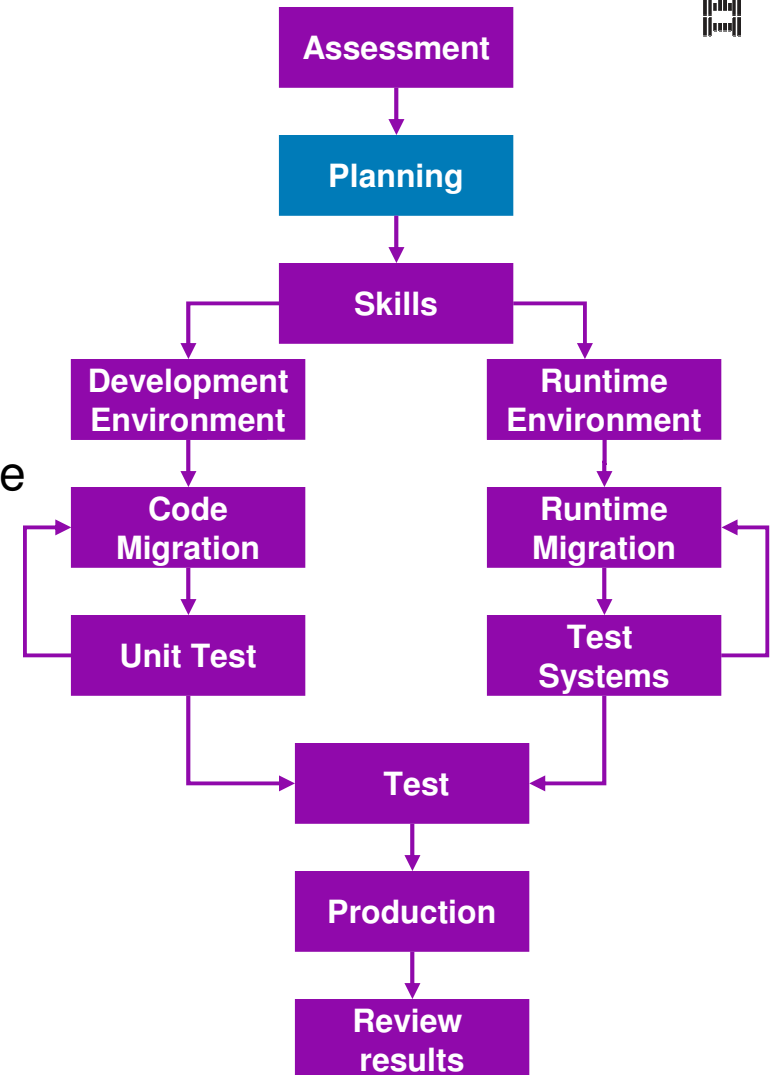 Assessment
Planning
Skills
Development
Environment
Runtime
Environment
e
Code
Migration
Runtime
Migration
Unit Test
Test
Systems
Test
Production
Review
results